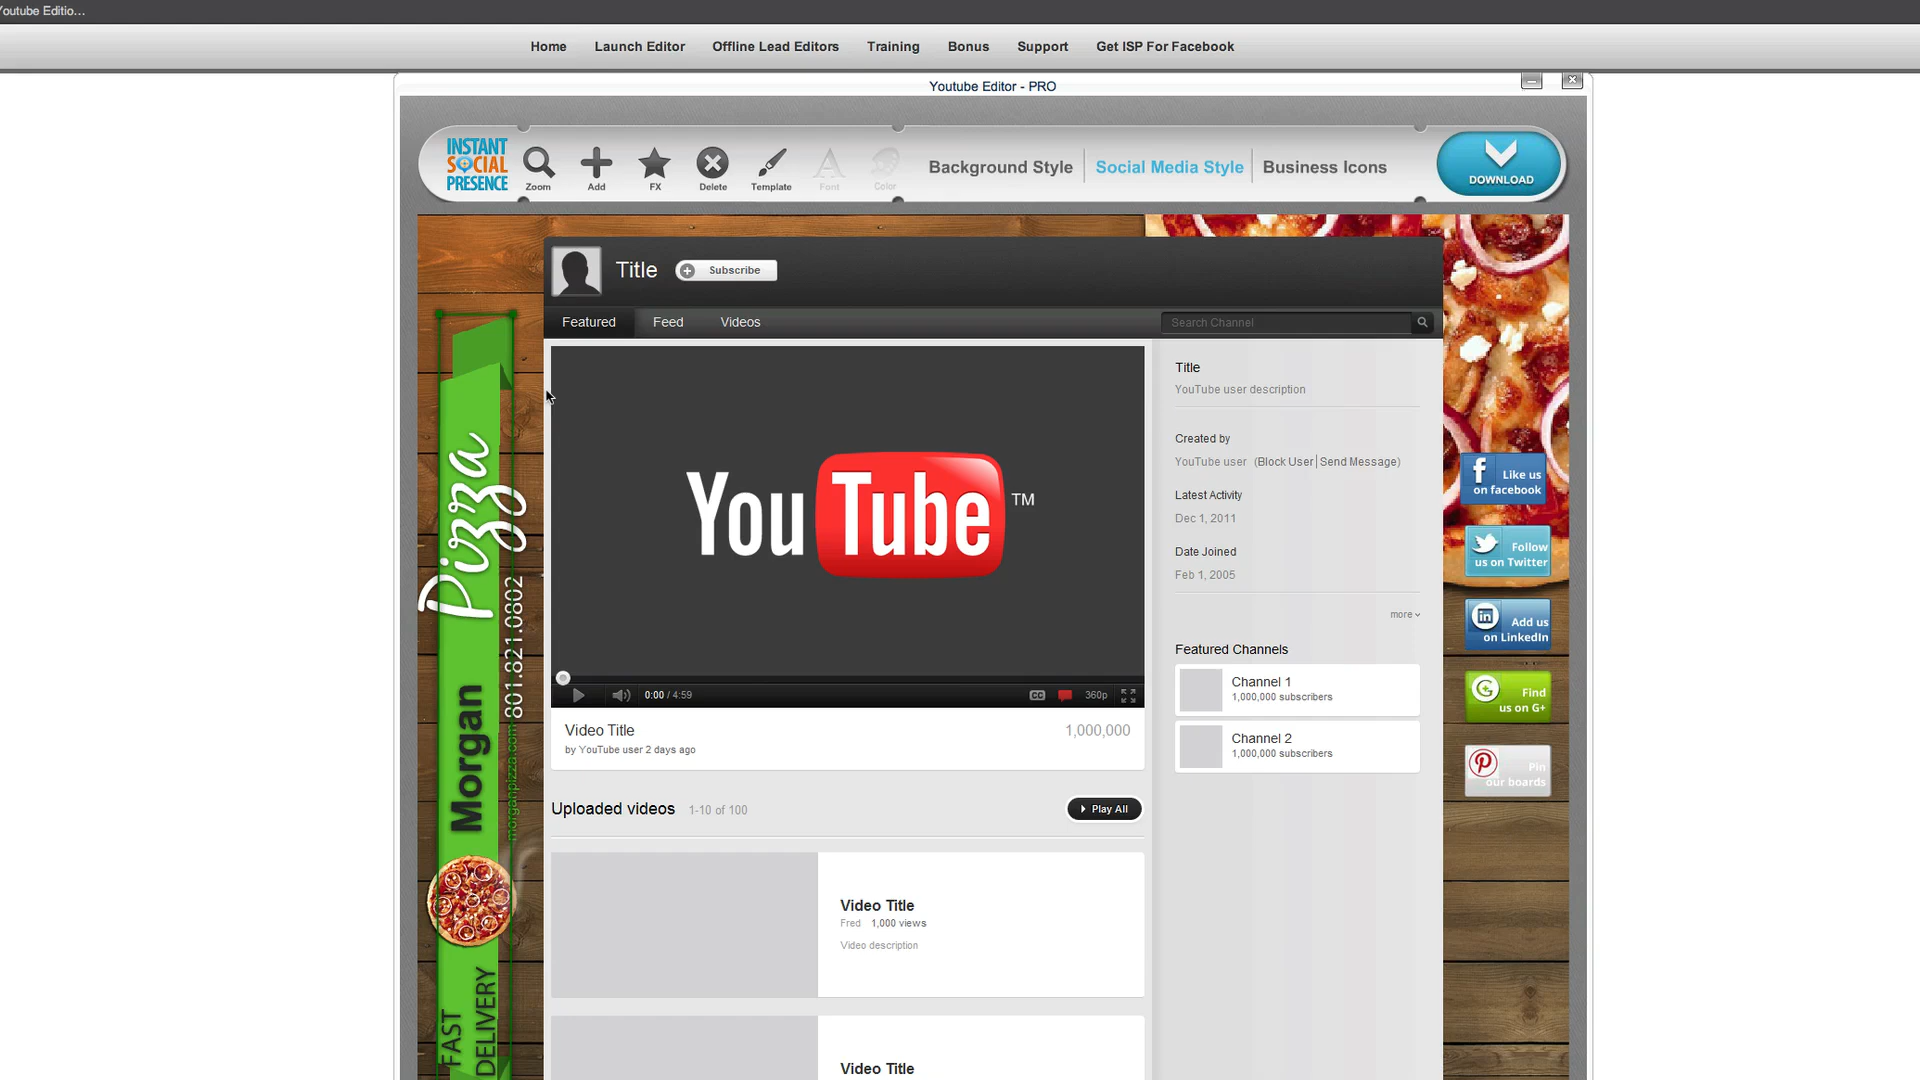 Youtube Editio...
Home
Launch Editor
Offline Lead Editors
Training
Bonus
Support
Get ISP For Facebook
Youtube Editor - PRO
INSTANT
SOCIAL
PRESENCE
Zoom
Add
FX
Delete
Template
Font
Color
Background Style
Social Media Style
Business Icons
DOWNLOAD
Title
Subscribe
Featured
Feed
Videos
Search Channel
YouTube TM
0:00 / 4:59
CC
360p
Video Title
1,000,000
by YouTube user 2 days ago
Uploaded videos 1-10 of 100
Play All
Video Title
Fred 1,000 views
Video description
Video Title
Title
YouTube user description
Created by
YouTube user (Block User | Send Message)
Latest Activity
Dec 1, 2011
Date Joined
Feb 1, 2005
more
Featured Channels
Channel 1
1,000,000 subscribers
Channel 2
1,000,000 subscribers
Morgan Pizza
801.821.0802
morganpizza.com
FAST
DELIVERY
Like us
on facebook
Follow
us on Twitter
Add us
on LinkedIn
Find
us on G+
Pin
our boards